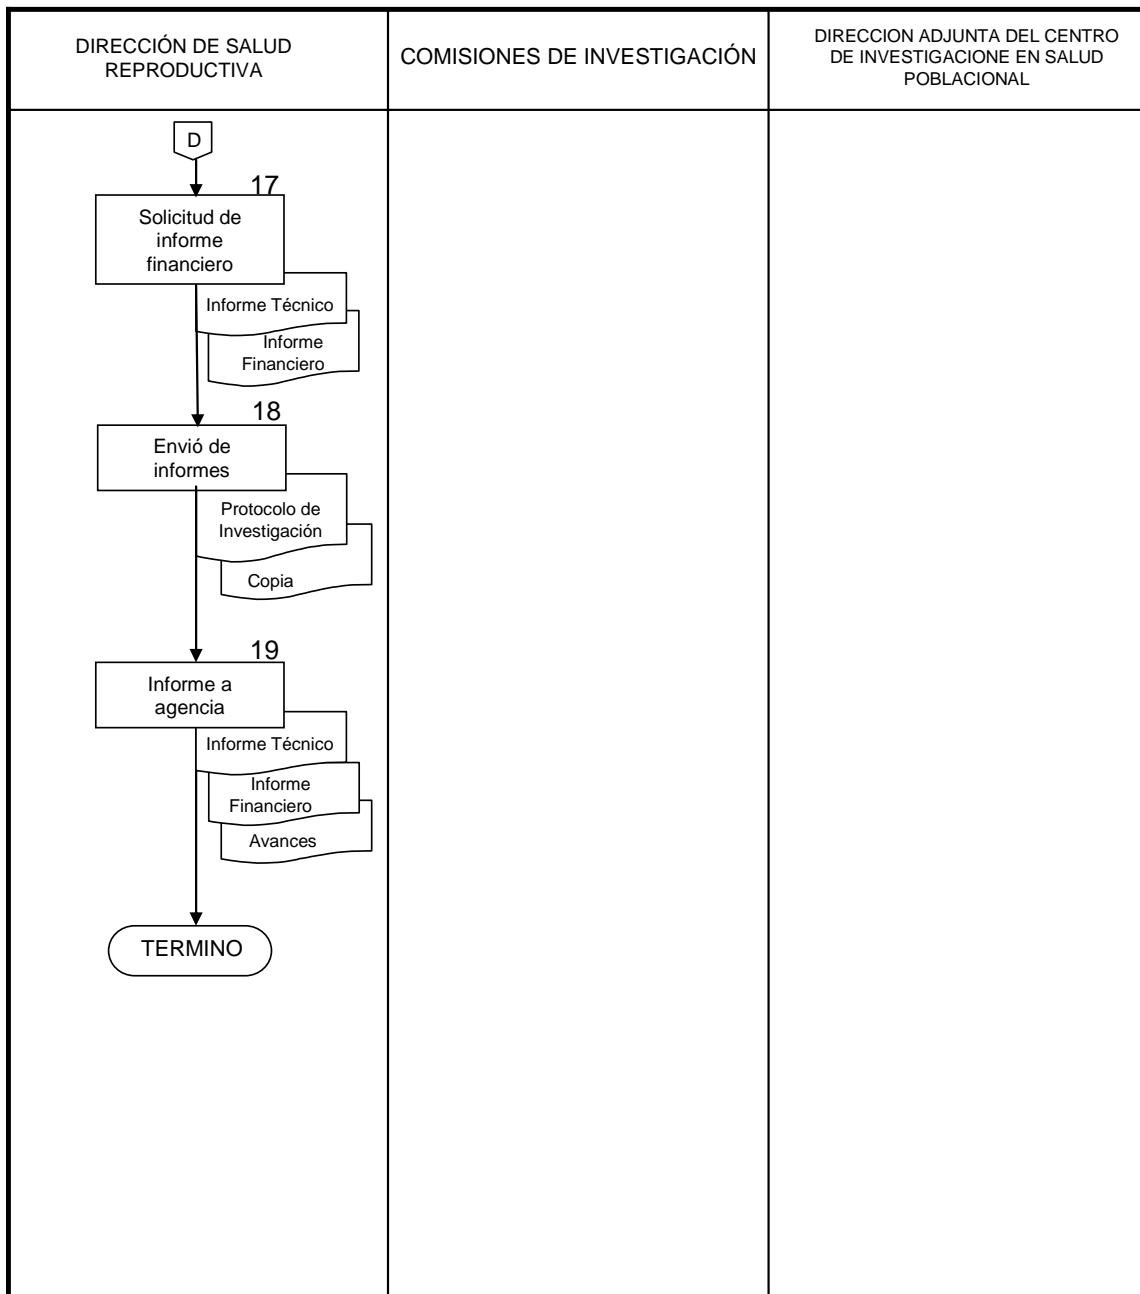 DIRECCIÓN DE SALUD
REPRODUCTIVA
COMISIONES DE INVESTIGACIÓN
DIRECCION ADJUNTA DEL CENTRO
DE INVESTIGACIONE EN SALUD
POBLACIONAL
D
17
Solicitud de
informe
financiero
Informe Técnico
Informe
Financiero
18
Envió de
informes
Protocolo de
Investigación
Copia
19
Informe a
agencia
Informe Técnico
Informe
Financiero
Avances
TERMINO